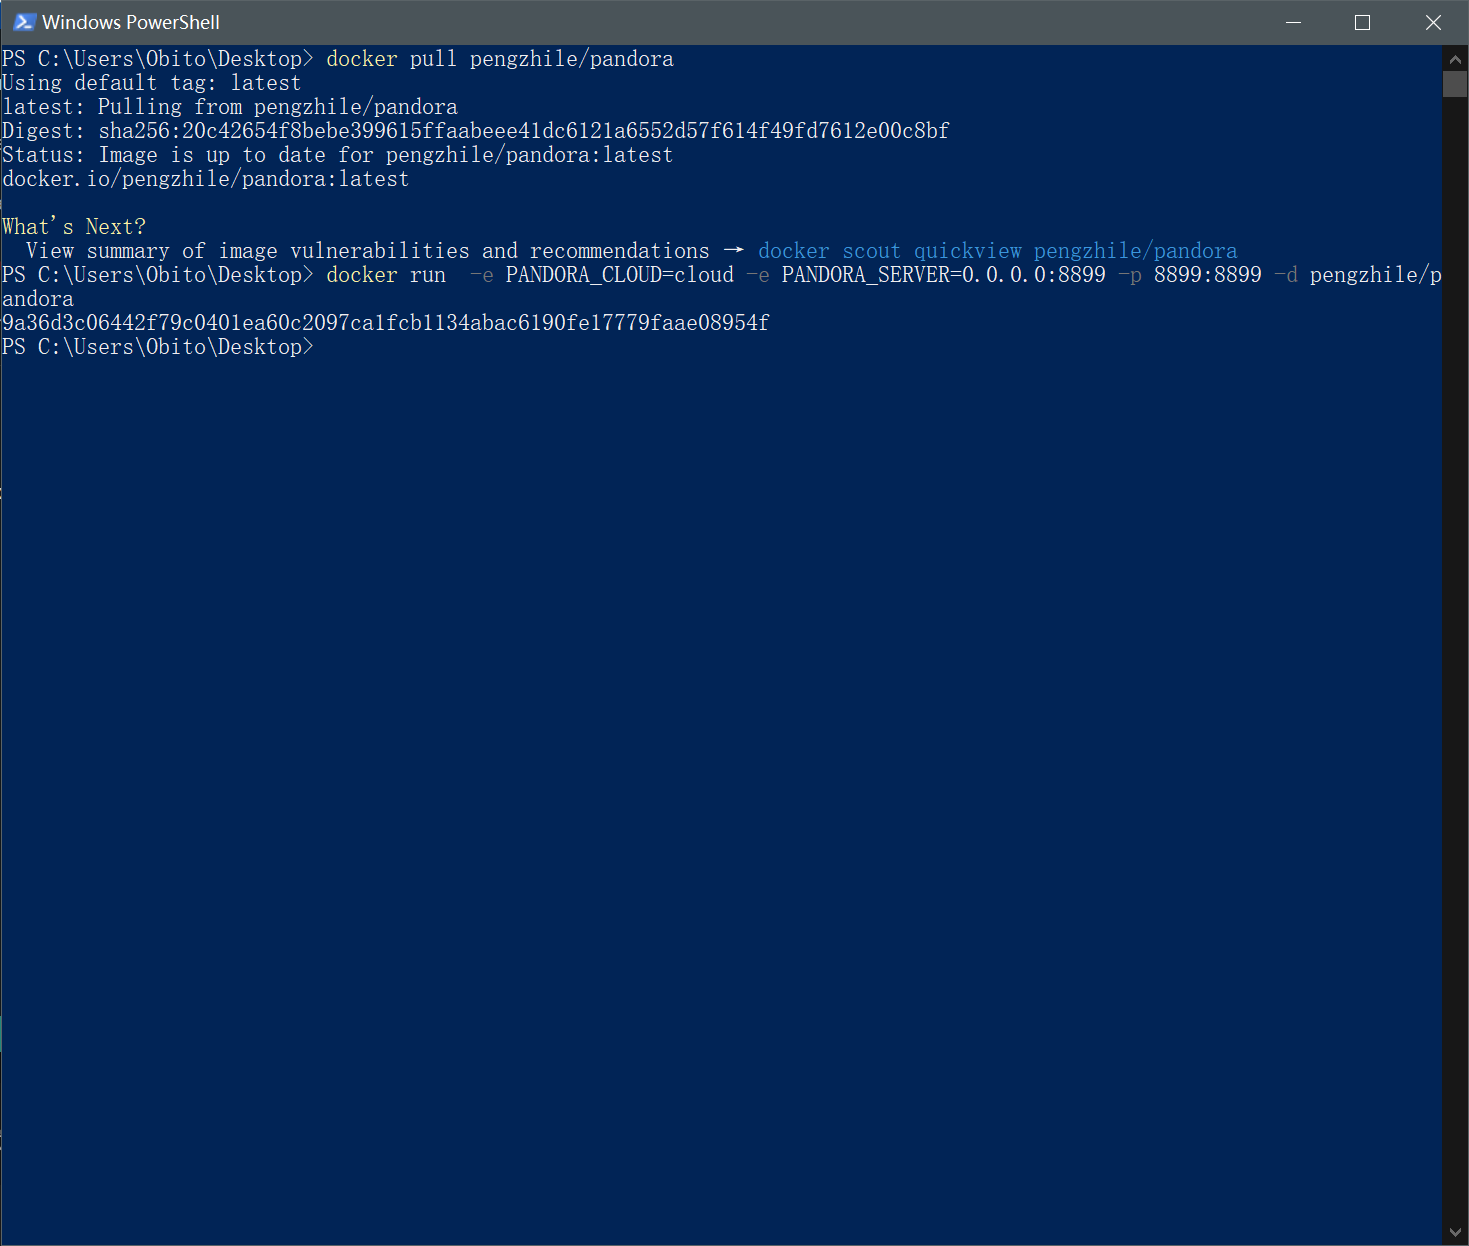 Windows PowerShell
PS C:\Users\Obito\Desktop> docker pull pengzhile/pandora
Using default tag: latest
latest: Pulling from pengzhile/pandora
Digest: sha256:20c42654f8bebe399615ffaabeee41dc6121a6552d57f614f49fd7612e00c8bf
Status: Image is up to date for pengzhile/pandora:latest
docker.io/pengzhile/pandora:latest
What's Next?
  View summary of image vulnerabilities and recommendations → docker scout quickview pengzhile/pandora
PS C:\Users\Obito\Desktop> docker run  -e PANDORA_CLOUD=cloud -e PANDORA_SERVER=0.0.0.0:8899 -p 8899:8899 -d pengzhile/p
andora
9a36d3c06442f79c0401ea60c2097ca1fcb1134abac6190fe17779faae08954f
PS C:\Users\Obito\Desktop>